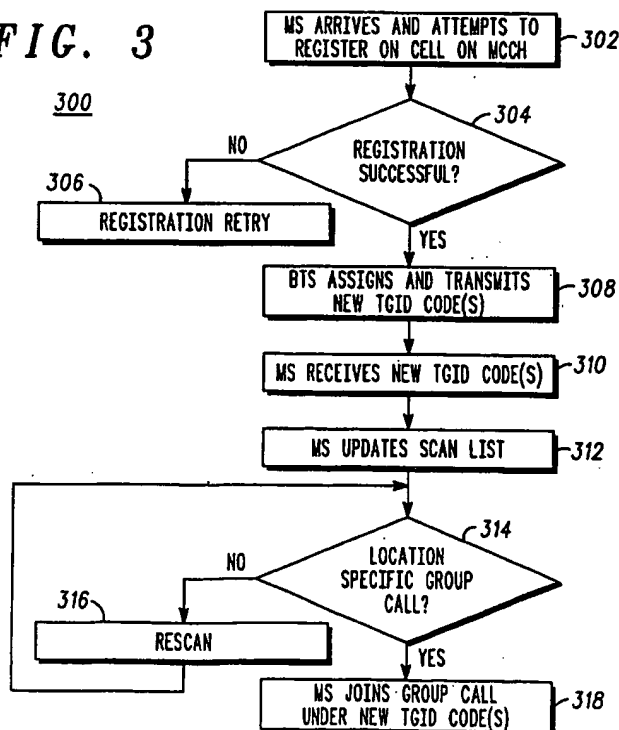 FIG. 3
300
MS ARRIVES AND ATTEMPTS TO
REGISTER ON CELL ON MCCH
302
304
REGISTRATION
SUCCESSFUL?
NO
306
REGISTRATION RETRY
YES
BTS ASSIGNS AND TRANSMITS
NEW TGID CODE(S)
308
MS RECEIVES NEW TGID CODE(S)
310
MS UPDATES SCAN LIST
312
314
LOCATION
SPECIFIC GROUP
CALL?
NO
316
RESCAN
YES
MS JOINS GROUP CALL
UNDER NEW TGID CODE(S)
318